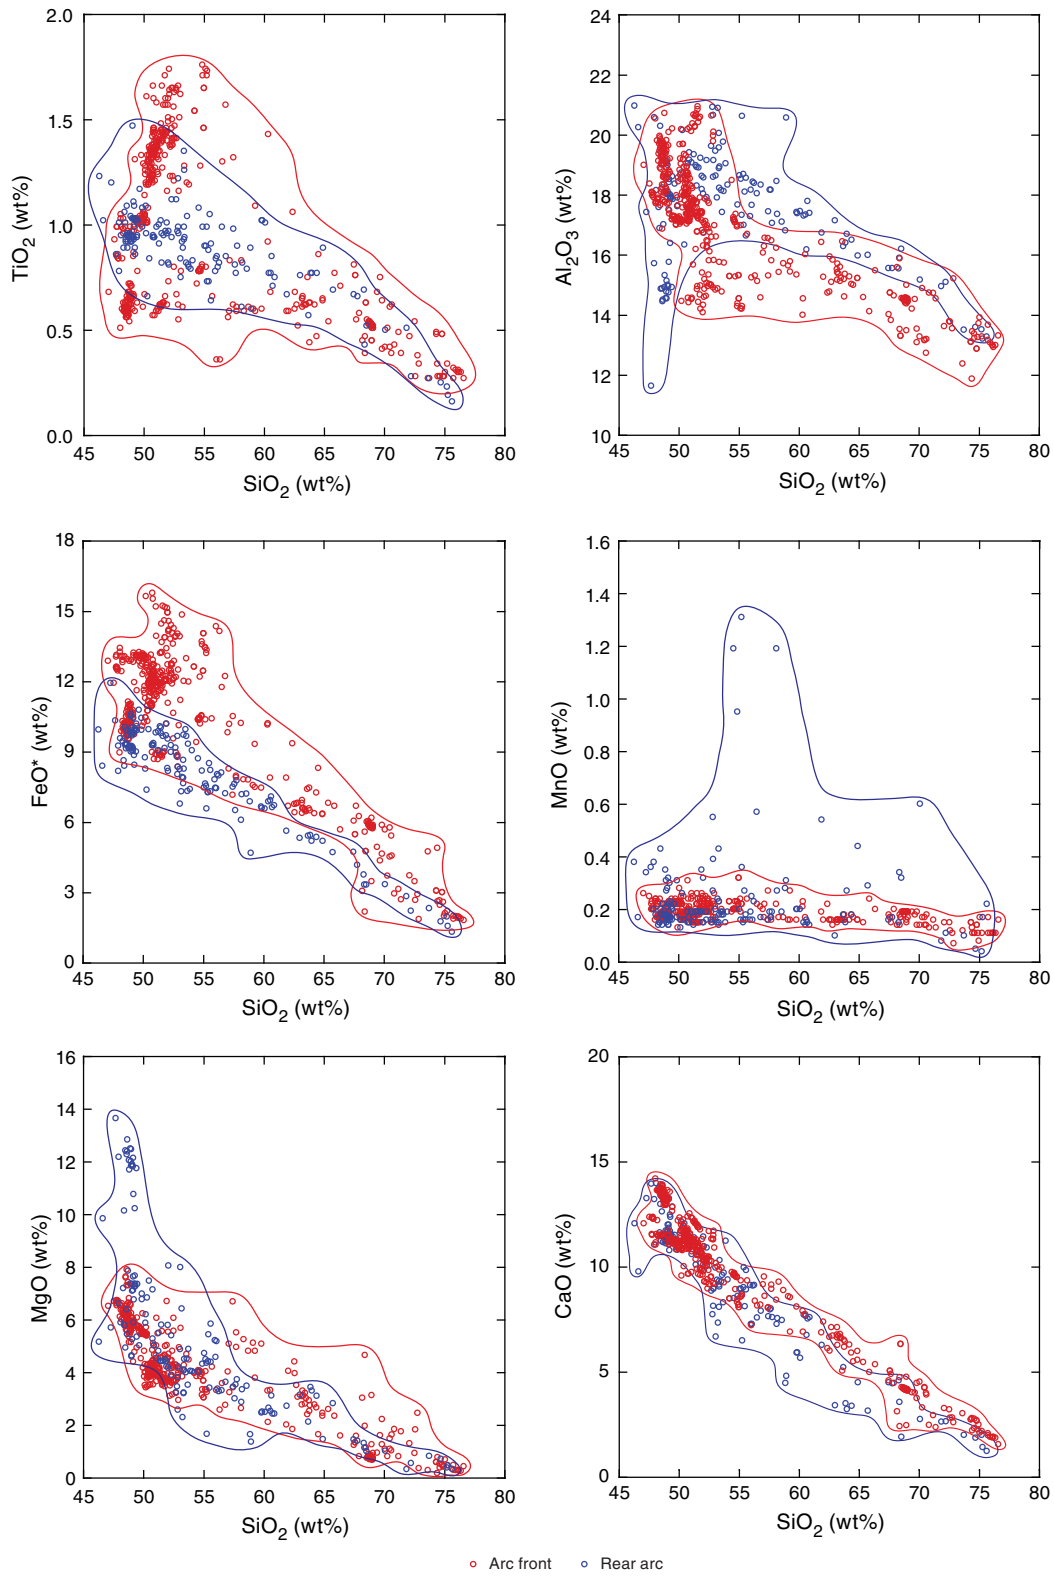 2.0
1.5
1.0
0.5
0.0
TiO2 (wt%)
45 50 55 60 65 70 75 80
SiO2 (wt%)
24
22
20
18
16
14
12
10
Al2O3 (wt%)
45 50 55 60 65 70 75 80
SiO2 (wt%)
18
15
12
9
6
3
0
FeO* (wt%)
45 50 55 60 65 70 75 80
SiO2 (wt%)
1.6
1.4
1.2
1.0
0.8
0.6
0.4
0.2
0.0
MnO (wt%)
45 50 55 60 65 70 75 80
SiO2 (wt%)
16
14
12
10
8
6
4
2
0
MgO (wt%)
45 50 55 60 65 70 75 80
SiO2 (wt%)
20
15
10
5
0
CaO (wt%)
45 50 55 60 65 70 75 80
SiO2 (wt%)
Arc front Rear arc